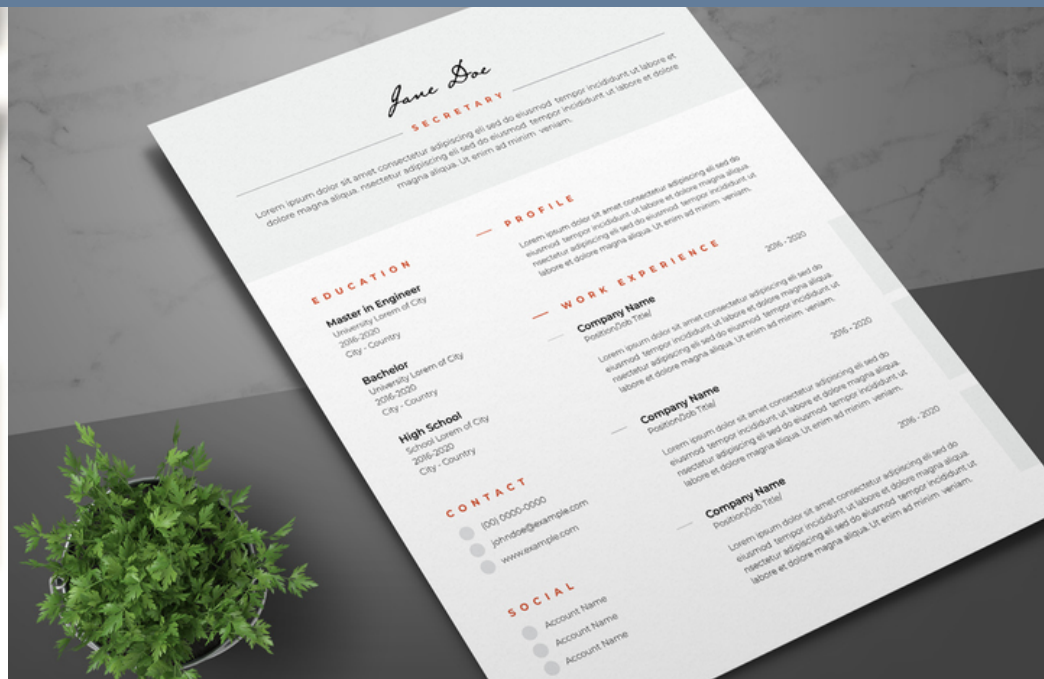 Jane Doe
SECRETARY
Lorem ipsum dolor sit amet consectetur adipiscing eli sed do eiusmod tempor incididunt ut labore et
dolore magna aliqua. nsectetur adipiscing eli sed do eiusmod tempor incididunt ut labore et dolore
magna aliqua. Ut enim ad minim veniam.
EDUCATION
Master in Engineer
University Lorem of City
2016-2020
City - Country
Bachelor
University Lorem of City
2016-2020
City - Country
High School
School Lorem of City
2016-2020
City - Country
CONTACT
(00) 0000-0000
johndoe@example.com
www.example.com
SOCIAL
Account Name
Account Name
Account Name
PROFILE
Lorem ipsum dolor sit amet consectetur adipiscing eli sed do
eiusmod tempor incididunt ut labore et dolore magna aliqua.
nsectetur adipiscing eli sed do eiusmod tempor incididunt ut
labore et dolore magna aliqua. Ut enim ad minim veniam.
WORK EXPERIENCE
2016 - 2020
Company Name
Position/Job Title/
Lorem ipsum dolor sit amet consectetur adipiscing eli sed do
eiusmod tempor incididunt ut labore et dolore magna aliqua.
nsectetur adipiscing eli sed do eiusmod tempor incididunt ut
labore et dolore magna aliqua. Ut enim ad minim veniam.
2016 - 2020
Company Name
Position/Job Title/
Lorem ipsum dolor sit amet consectetur adipiscing eli sed do
eiusmod tempor incididunt ut labore et dolore magna aliqua.
nsectetur adipiscing eli sed do eiusmod tempor incididunt ut
labore et dolore magna aliqua. Ut enim ad minim veniam.
2016 - 2020
Company Name
Position/Job Title/
Lorem ipsum dolor sit amet consectetur adipiscing eli sed do
eiusmod tempor incididunt ut labore et dolore magna aliqua.
nsectetur adipiscing eli sed do eiusmod tempor incididunt ut
labore et dolore magna aliqua. Ut enim ad minim veniam.